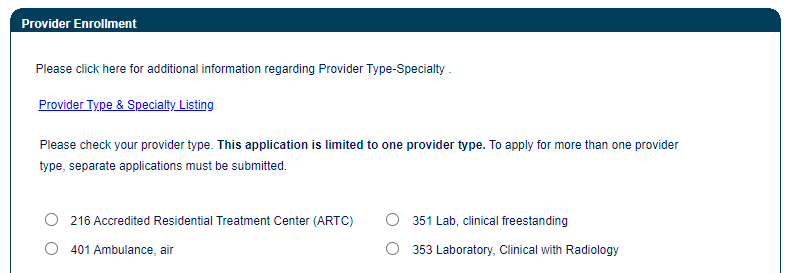 Provider Enrollment
Please click here for additional information regarding Provider Type-Specialty .
Provider Type & Specialty Listing
Please check your provider type. This application is limited to one provider type. To apply for more than one provider
type, separate applications must be submitted.
216 Accredited Residential Treatment Center (ARTC)
351 Lab, clinical freestanding
401 Ambulance, air
353 Laboratory, Clinical with Radiology